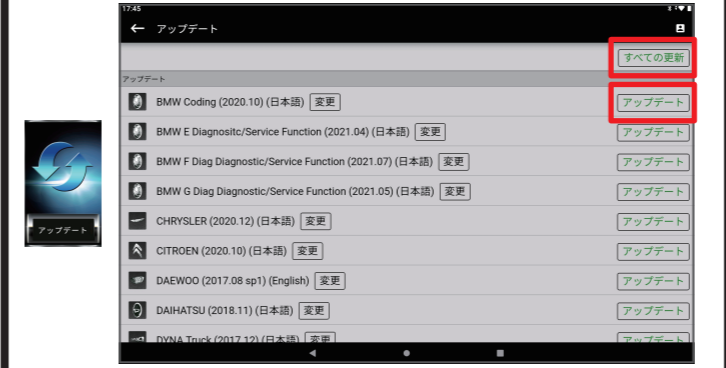 17:45
アップデート
すべての更新
アップデート
BMW Coding (2020.10) (日本語) 変更 アップデート
BMW E Diagnositc/Service Function (2021.04) (日本語) 変更 アップデート
BMW F Diag Diagnostic/Service Function (2021.07) (日本語) 変更 アップデート
BMW G Diag Diagnostic/Service Function (2021.05) (日本語) 変更 アップデート
CHRYSLER (2020.12) (日本語) 変更 アップデート
アップデート
CITROEN (2020.10) (日本語) 変更 アップデート
DAEWOO (2017.08 sp1) (English) 変更 アップデート
DAIHATSU (2018.11) (日本語) 変更 アップデート
DYNA Truck (2017.12) (日本語) 変更 アップデート